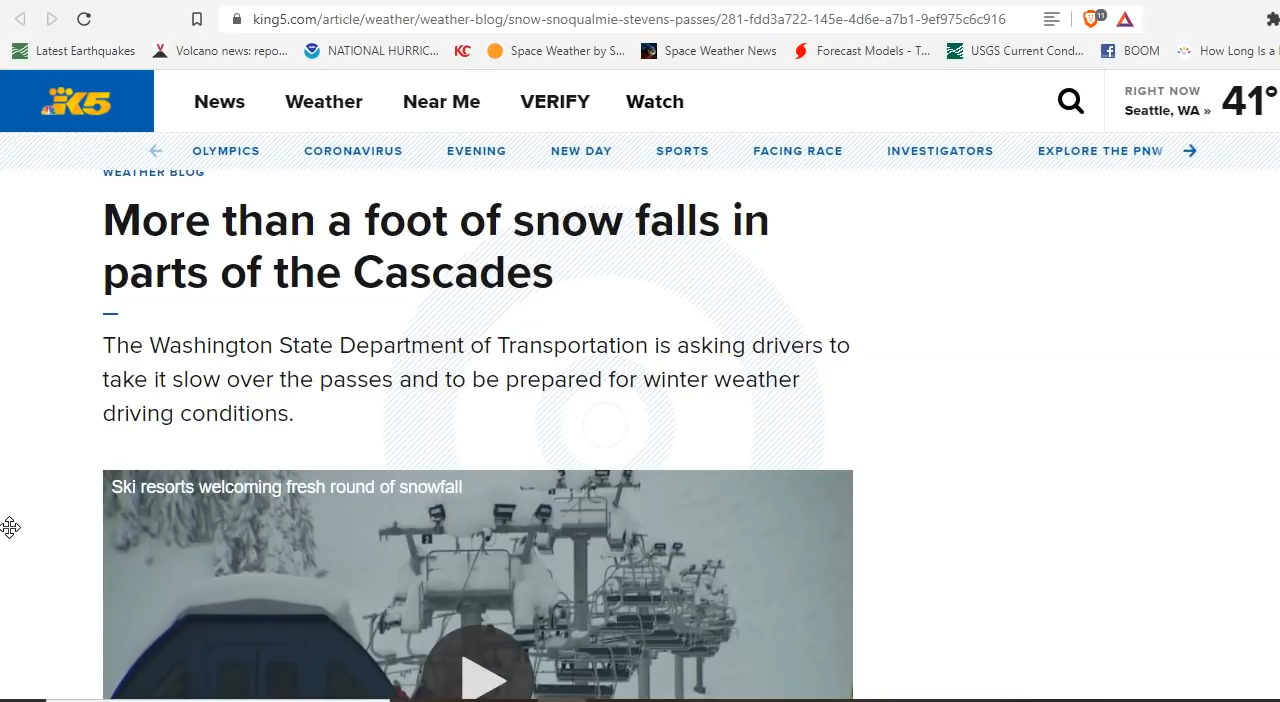 king5.com/article/weather/weather-blog/snow-snoqualmie-stevens-passes/281-fdd3a722-14be-4d6e-a7b1-9ef975c6c916
11
Latest Earthquakes
Volcano news: repo...
NATIONAL HURRIC...
KC
Space Weather by S...
Space Weather News
Forecast Models - T...
USGS Current Cond...
BOOM
How Long Is a
K5
News
Weather
Near Me
VERIFY
Watch
RIGHT NOW
Seattle, WA »
41°
OLYMPICS
CORONAVIRUS
EVENING
NEW DAY
SPORTS
FACING RACE
INVESTIGATORS
EXPLORE THE PNW
WEATHER BLOG
More than a foot of snow falls in
parts of the Cascades
The Washington State Department of Transportation is asking drivers to
take it slow over the passes and to be prepared for winter weather
driving conditions.
Ski resorts welcoming fresh round of snowfall